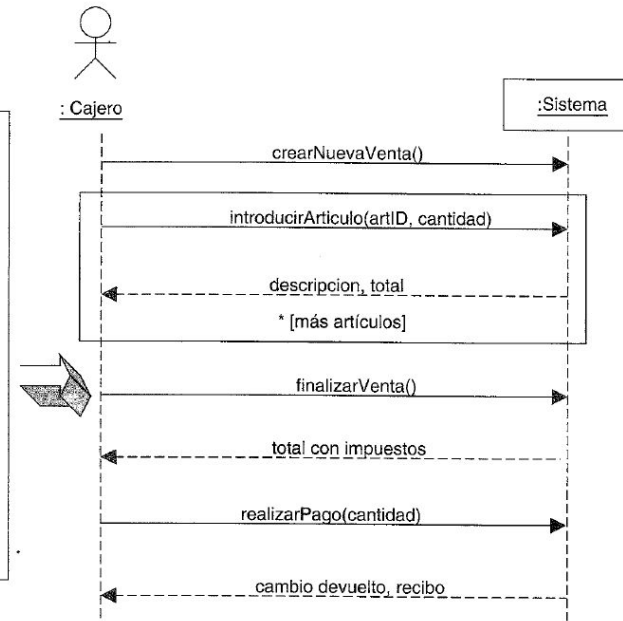 : Cajero
:Sistema
crearNuevaVenta()
introducirArticulo(artID, cantidad)
descripcion, total
* [más artículos]
finalizarVenta()
total con impuestos
realizarPago(cantidad)
cambio devuelto, recibo